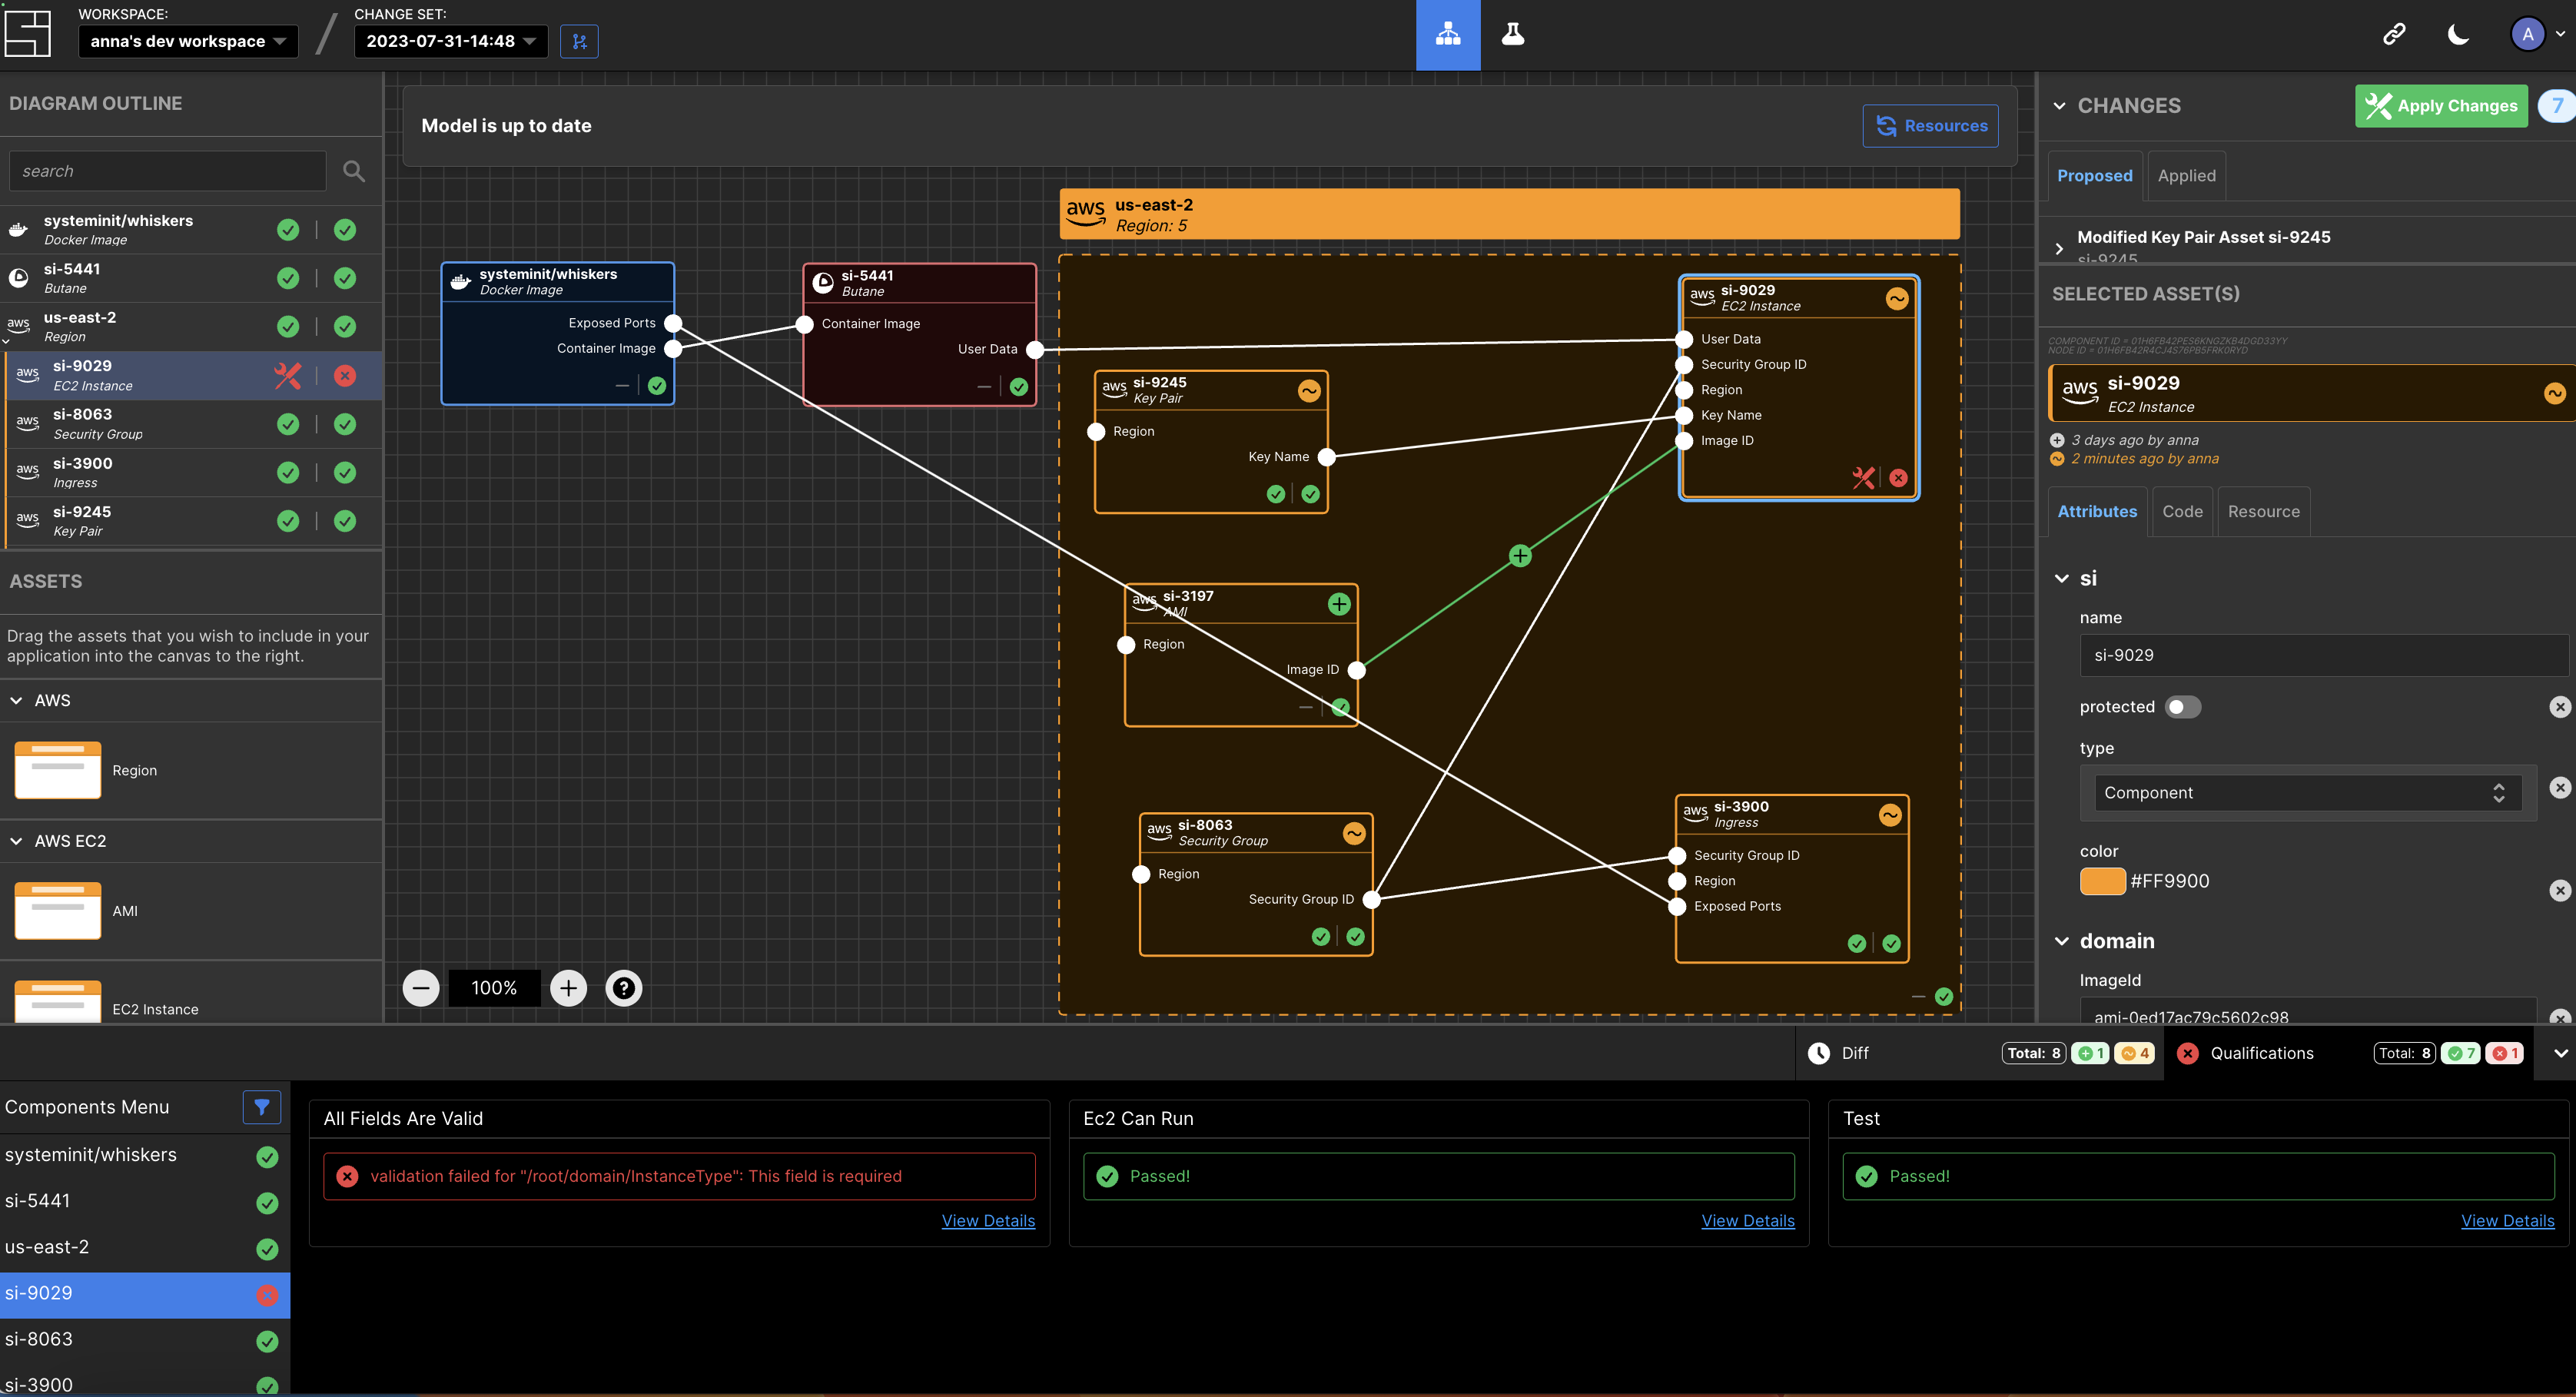 WORKSPACE:
anna's dev workspace
CHANGE SET:
2023-07-31-14:48
A
DIAGRAM OUTLINE
search
systeminit/whiskers
Docker Image
si-5441
Butane
us-east-2
Region
si-9029
EC2 Instance
si-8063
Security Group
si-3900
Ingress
si-9245
Key Pair
ASSETS
Drag the assets that you wish to include in your
application into the canvas to the right.
AWS
Region
AWS EC2
AMI
EC2 Instance
Model is up to date
Resources
aws
us-east-2
Region: 5
systeminit/whiskers
Docker Image
Exposed Ports
Container Image
si-5441
Butane
Container Image
User Data
aws
si-9029
EC2 Instance
User Data
Security Group ID
Region
Key Name
Image ID
aws
si-9245
Key Pair
Region
Key Name
aws
si-3197
AMI
Region
Image ID
aws
si-8063
Security Group
Region
Security Group ID
aws
si-3900
Ingress
Security Group ID
Region
Exposed Ports
100%
CHANGES
Apply Changes
7
Proposed
Applied
Modified Key Pair Asset si-9245
si-9245
SELECTED ASSET(S)
COMPONENT ID = 01H6FB42PES6KNGZKB4DGD33YY
NODE ID = 01H6FB42R4CJ4S76PB5FRK0RYD
aws
si-9029
EC2 Instance
3 days ago by anna
2 minutes ago by anna
Attributes
Code
Resource
si
name
si-9029
protected
type
Component
color
#FF9900
domain
ImageId
ami-0ed17ac79c5602c98
Diff
Total: 8
1
4
Qualifications
Total: 8
7
1
Components Menu
systeminit/whiskers
si-5441
us-east-2
si-9029
si-8063
si-3900
All Fields Are Valid
validation failed for "/root/domain/InstanceType": This field is required
View Details
Ec2 Can Run
Passed!
View Details
Test
Passed!
View Details